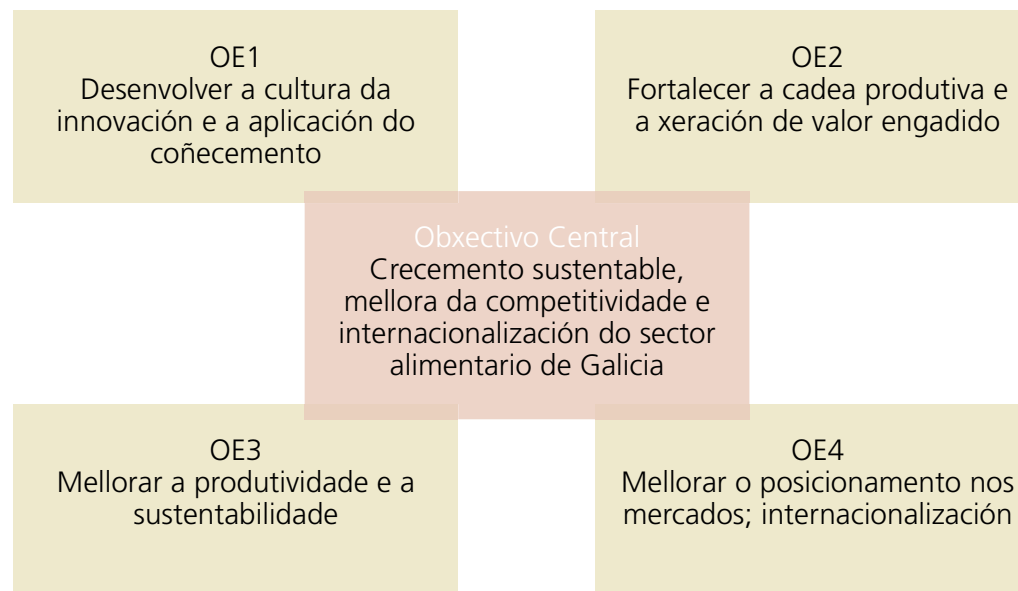 OE1
Desenvolver a cultura da
innovación e a aplicación do
coñecemento
OE2
Fortalecer a cadea produtiva e
a xeración de valor engadido
Obxectivo Central
Crecemento sustentable,
mellora da competitividade e
internacionalización do sector
alimentario de Galicia
OE3
Mellorar a produtividade e a
sustentabilidade
OE4
Mellorar o posicionamento nos
mercados; internacionalización